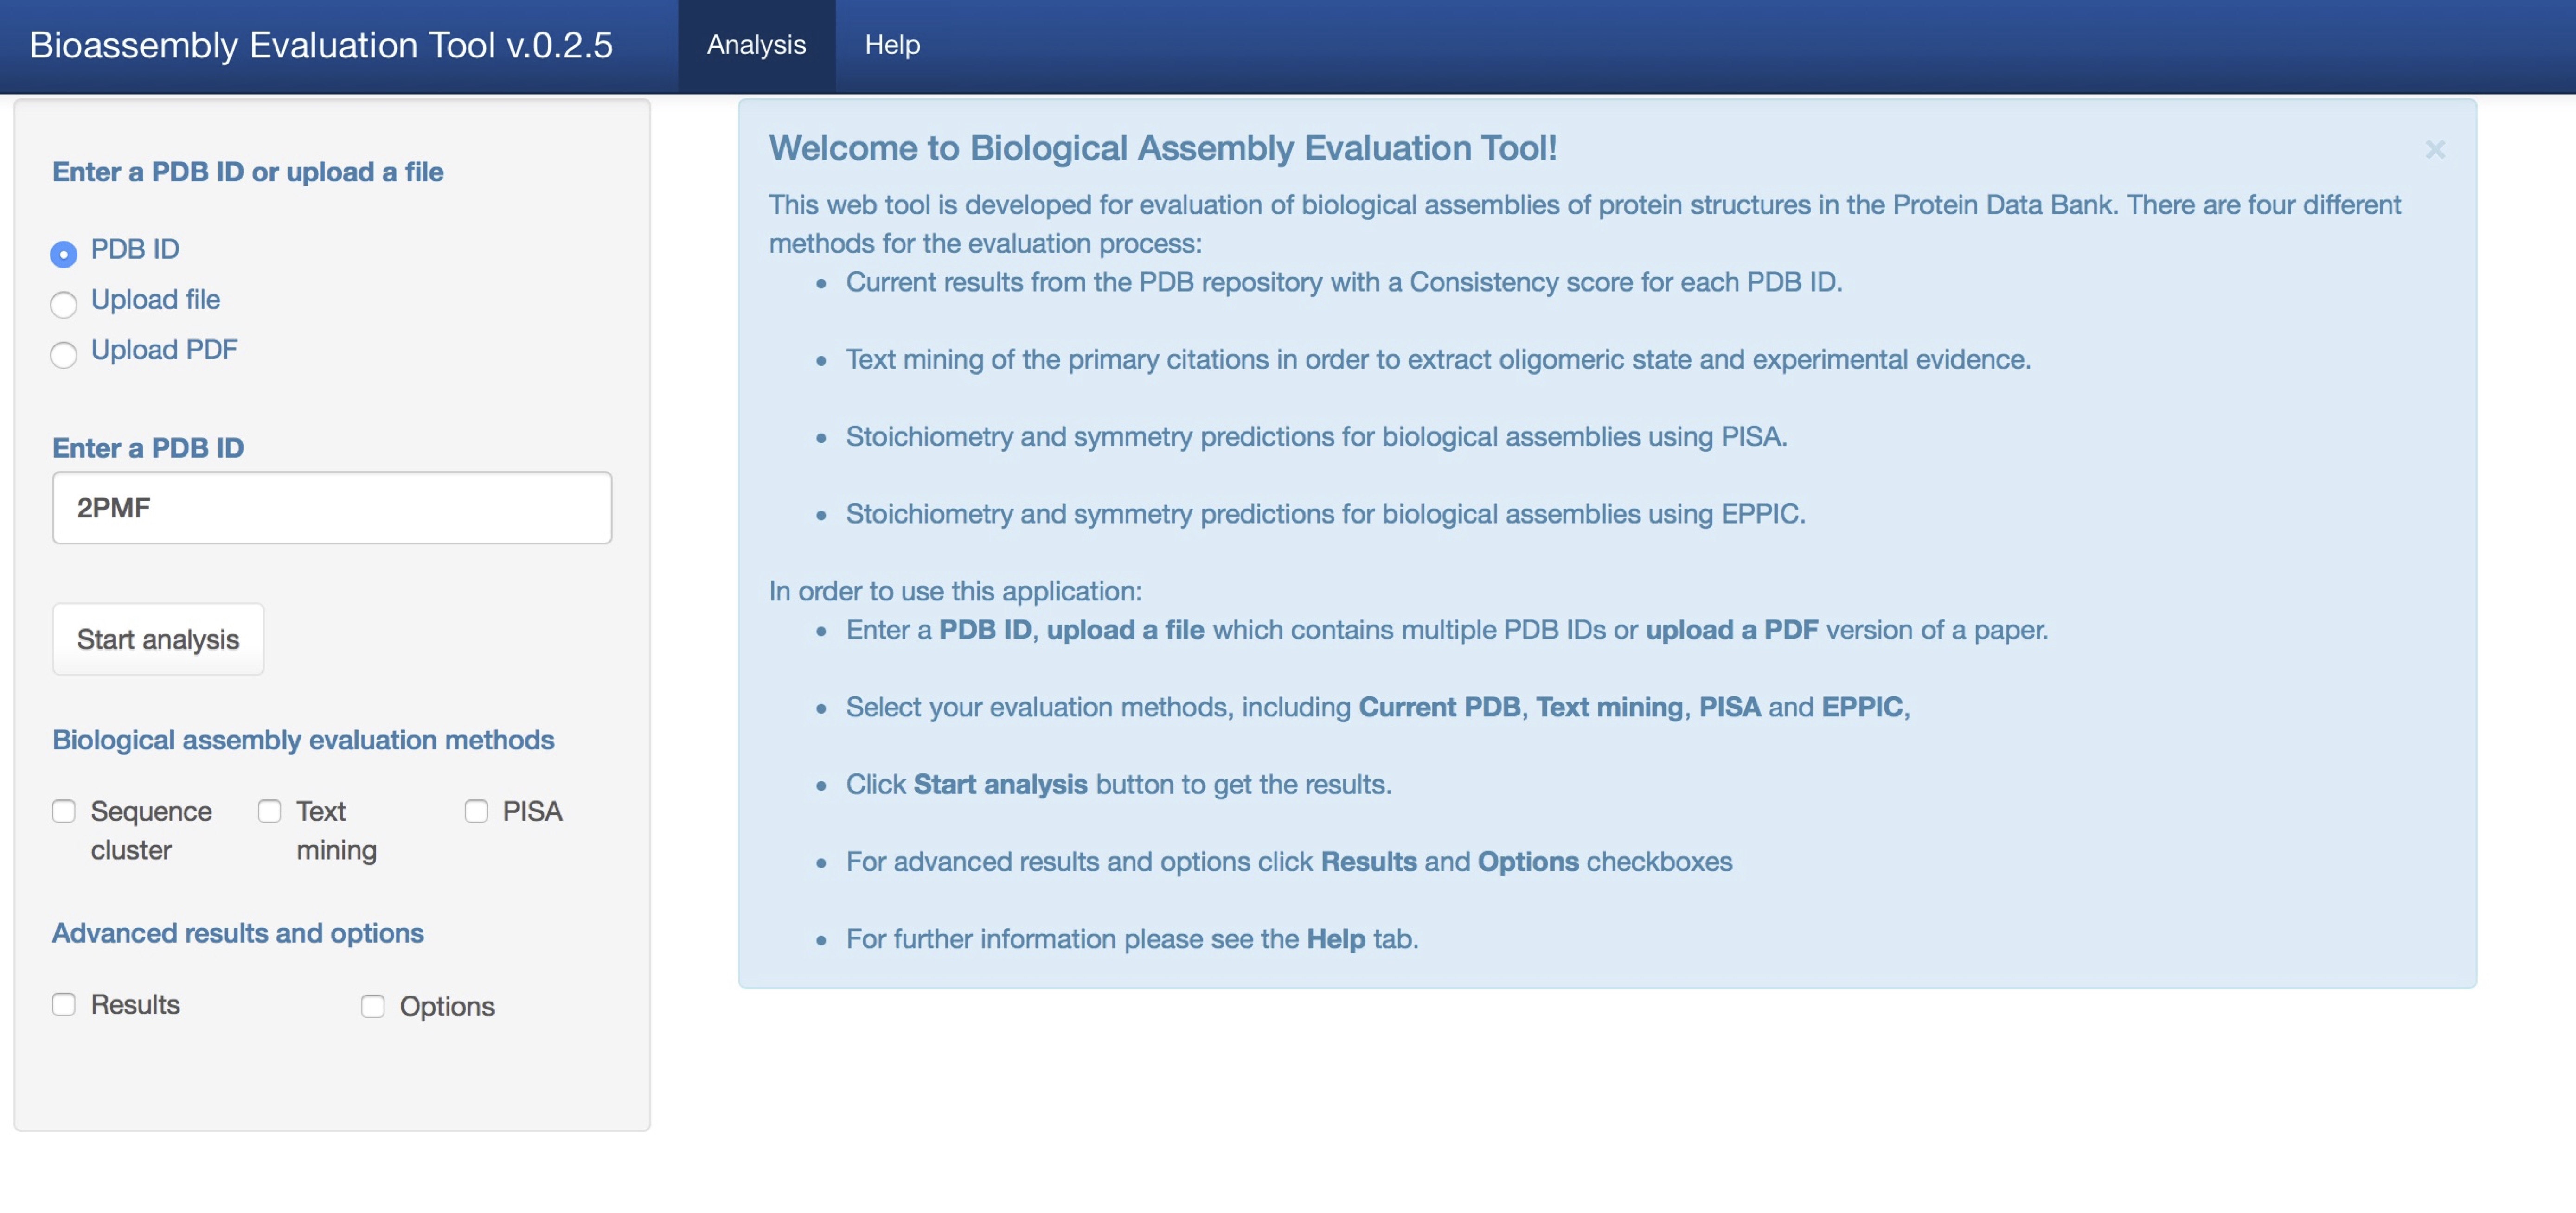 Bioassembly Evaluation Tool v.0.2.5
Analysis
Help
Enter a PDB ID or upload a file
PDB ID
Upload file
Upload PDF
Enter a PDB ID
2PMF
Start analysis
Biological assembly evaluation methods
Sequence
cluster
Text
mining
PISA
Advanced results and options
Results
Options
Welcome to Biological Assembly Evaluation Tool!
×
This web tool is developed for evaluation of biological assemblies of protein structures in the Protein Data Bank. There are four different
methods for the evaluation process:
• Current results from the PDB repository with a Consistency score for each PDB ID.
• Text mining of the primary citations in order to extract oligomeric state and experimental evidence.
• Stoichiometry and symmetry predictions for biological assemblies using PISA.
• Stoichiometry and symmetry predictions for biological assemblies using EPPIC.
In order to use this application:
• Enter a PDB ID, upload a file which contains multiple PDB IDs or upload a PDF version of a paper.
• Select your evaluation methods, including Current PDB, Text mining, PISA and EPPIC,
• Click Start analysis button to get the results.
• For advanced results and options click Results and Options checkboxes
• For further information please see the Help tab.